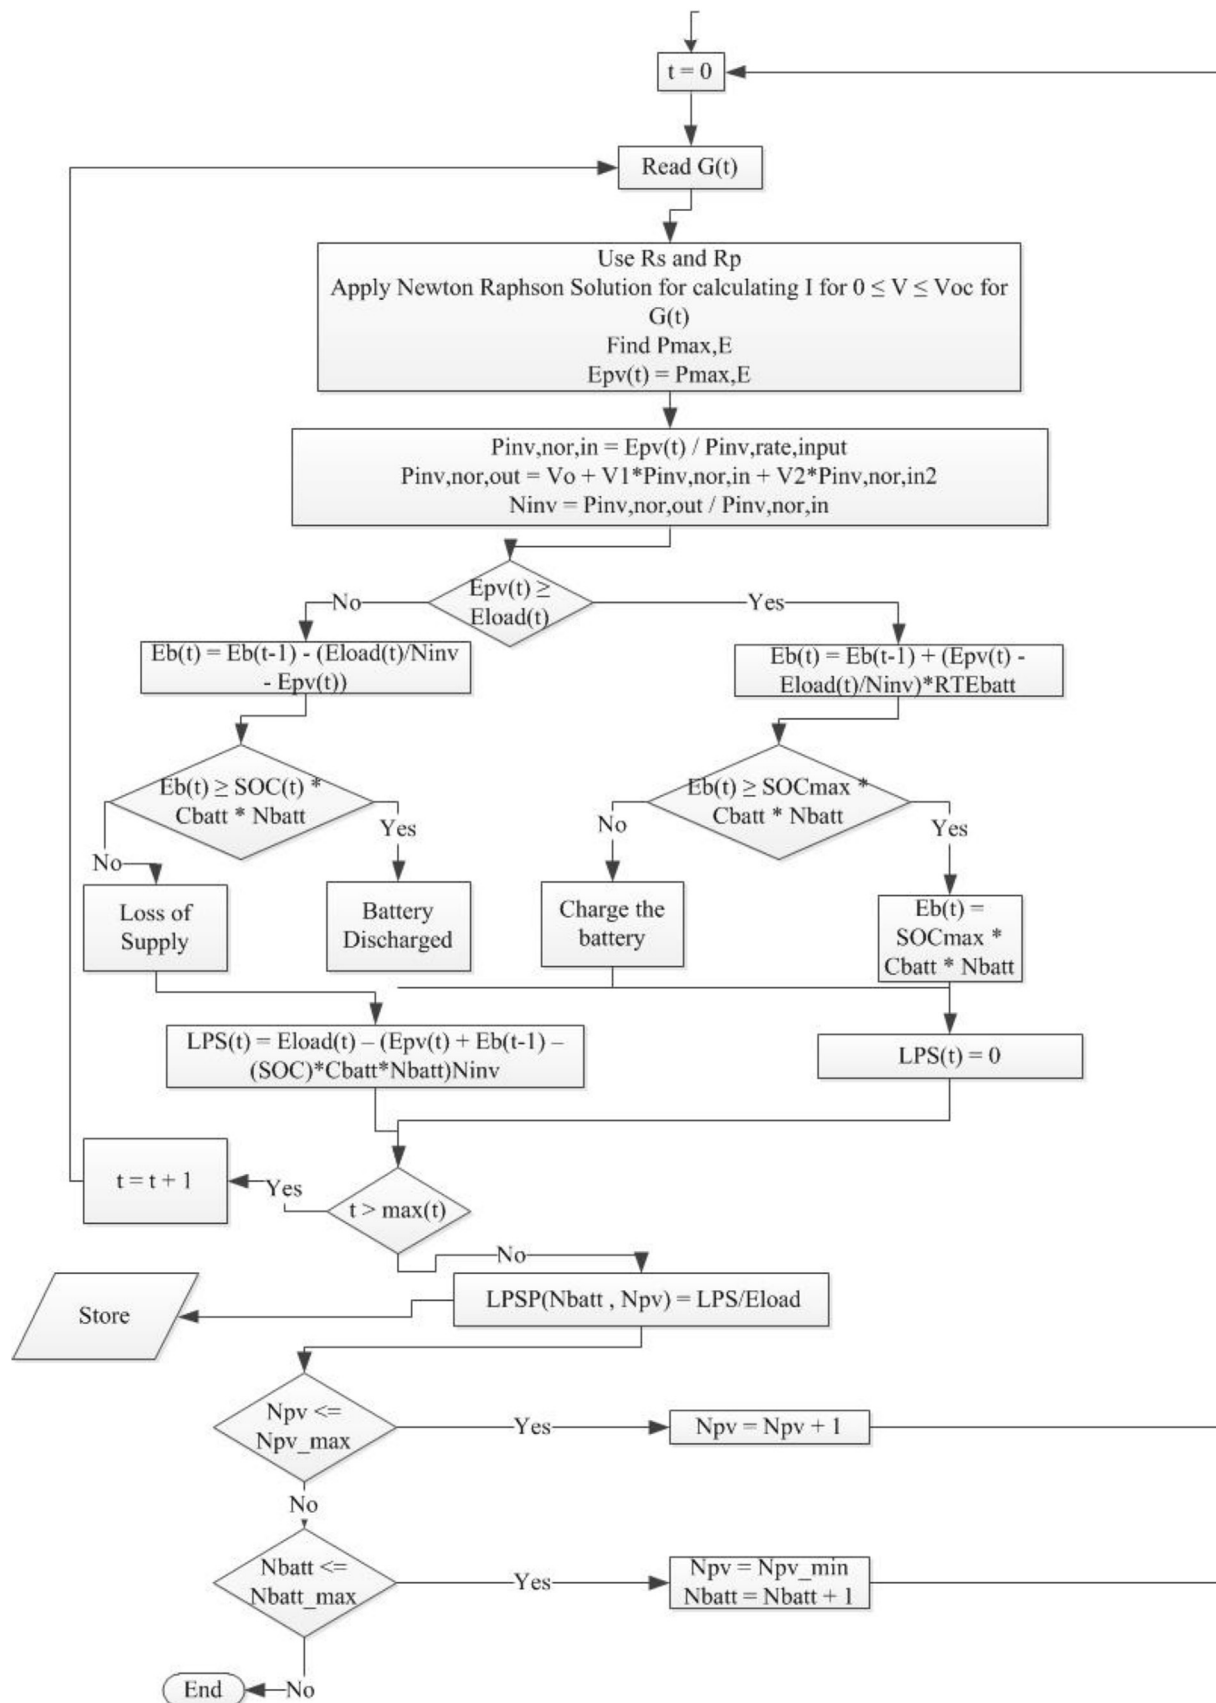 t = 0
Read G(t)
Use Rs and Rp
Apply Newton Raphson Solution for calculating I for 0 ≤ V ≤ Voc for
G(t)
Find Pmax,E
Epv(t) = Pmax,E
Pinv,nor,in = Epv(t) / Pinv,rate,input
Pinv,nor,out = Vo + V1*Pinv,nor,in + V2*Pinv,nor,in2
Ninv = Pinv,nor,out / Pinv,nor,in
Epv(t) ≥
Eload(t)
No
Yes
Eb(t) = Eb(t-1) - (Eload(t)/Ninv
- Epv(t))
Eb(t) = Eb(t-1) + (Epv(t) -
Eload(t)/Ninv)*RTEbatt
Eb(t) ≥ SOC(t) *
Cbatt * Nbatt
Eb(t) ≥ SOCmax *
Cbatt * Nbatt
No
Yes
No
Yes
Loss of
Supply
Battery
Discharged
Charge the
battery
Eb(t) =
SOCmax *
Cbatt * Nbatt
LPS(t) = Eload(t) – (Epv(t) + Eb(t-1) –
(SOC)*Cbatt*Nbatt)Ninv
LPS(t) = 0
t = t + 1
Yes
t > max(t)
No
LPSP(Nbatt , Npv) = LPS/Eload
Store
Npv <=
Npv_max
Yes
Npv = Npv + 1
No
Nbatt <=
Nbatt_max
Yes
Npv = Npv_min
Nbatt = Nbatt + 1
No
End